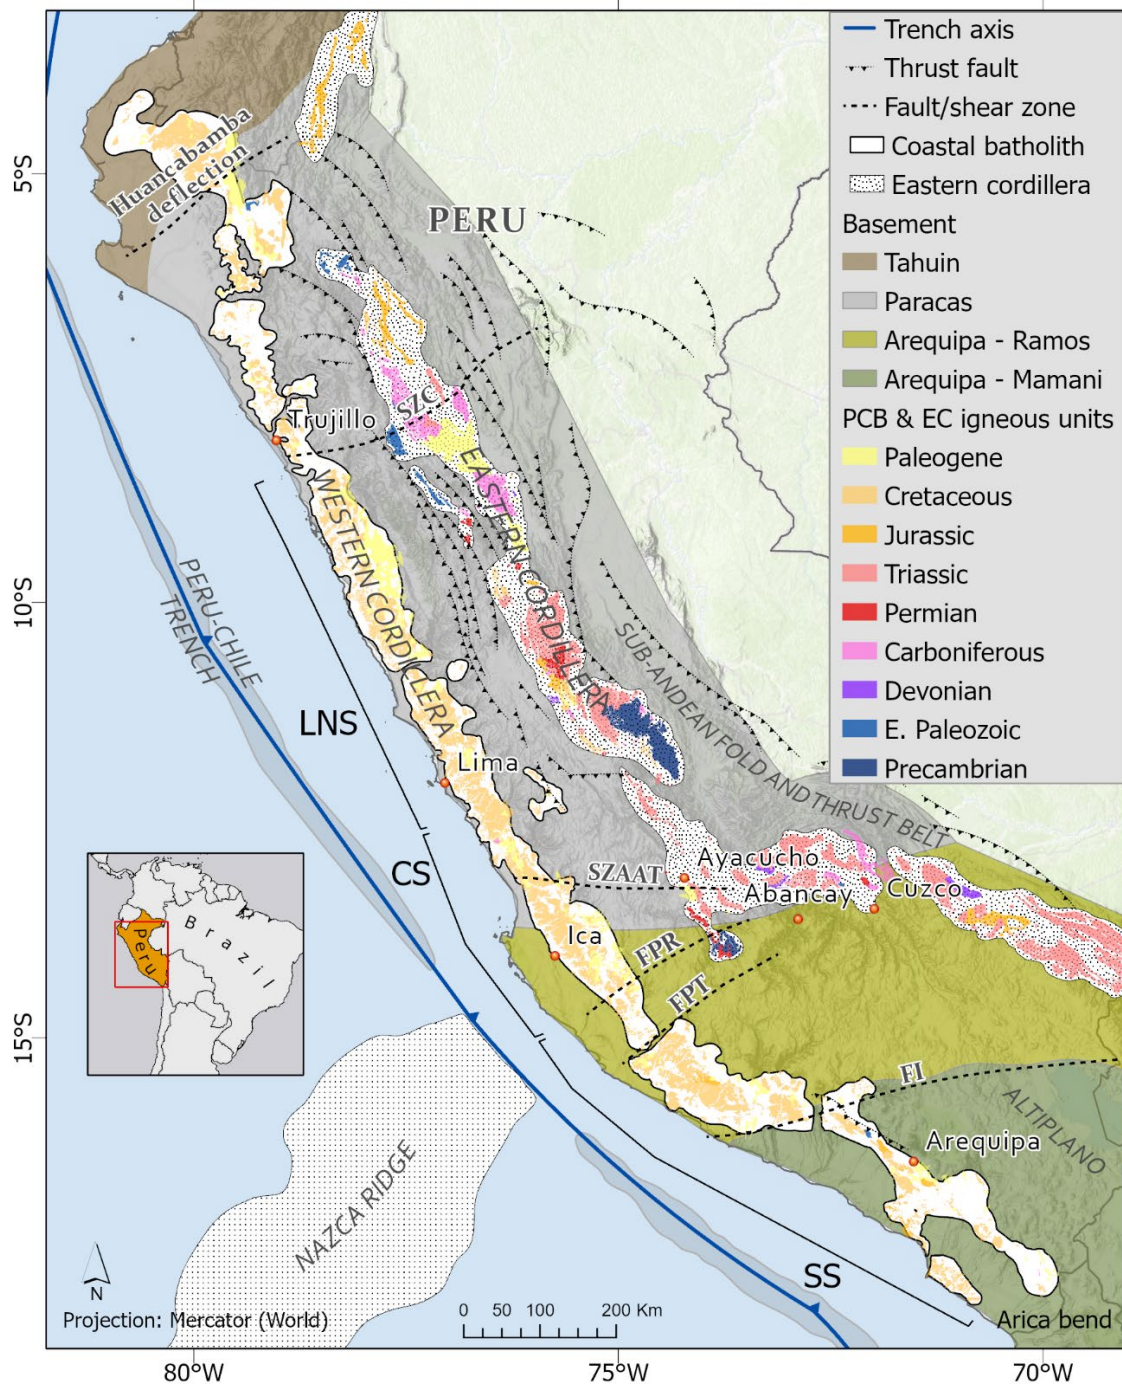 Trench axis
Thrust fault
Fault/shear zone
Coastal batholith
Eastern cordillera
Basement
Tahuin
Paracas
Arequipa - Ramos
Arequipa - Mamani
PCB & EC igneous units
Paleogene
Cretaceous
Jurassic
Triassic
Permian
Carboniferous
Devonian
E. Paleozoic
Precambrian
5°S
10°S
15°S
Huancabamba
deflection
PERU
SZC
Trujillo
WESTERN CORDILLERA
EASTERN CORDILLERA
SUB-ANDEAN FOLD AND THRUST BELT
PERU-CHILE
TRENCH
LNS
Lima
CS
SZAAT
Ayacucho
Abancay
Cuzco
Ica
FPR
FPT
FI
ALTIPLANO
Arequipa
Brazil
Peru
NAZCA RIDGE
SS
N
Projection: Mercator (World)
0 50 100 200 Km
Arica bend
80°W
75°W
70°W